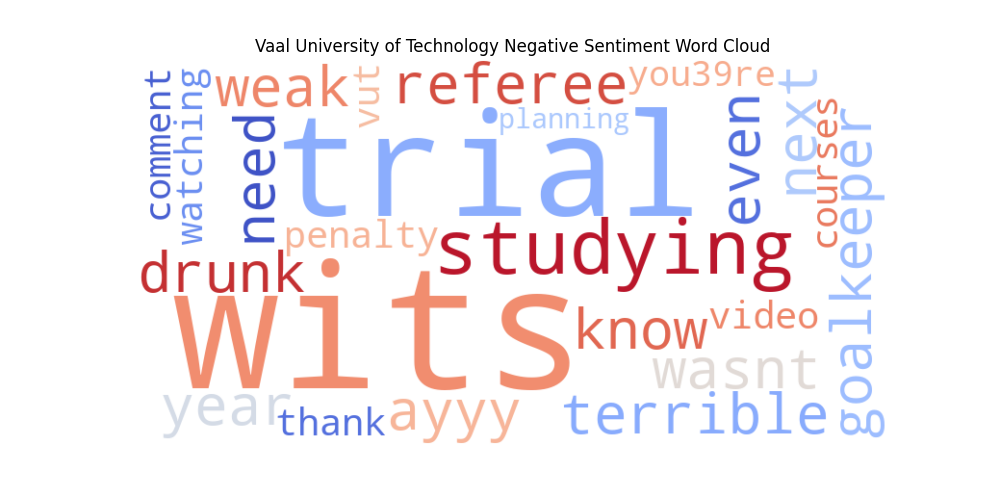 Vaal University of Technology Negative Sentiment Word Cloud
comment
watching
weak
vut
referee
you39re
next
need
trial
planning
even
courses
goalkeeper
penalty
studying
drunk
wits
know
video
wasnt
year
thank
ayyy
terrible